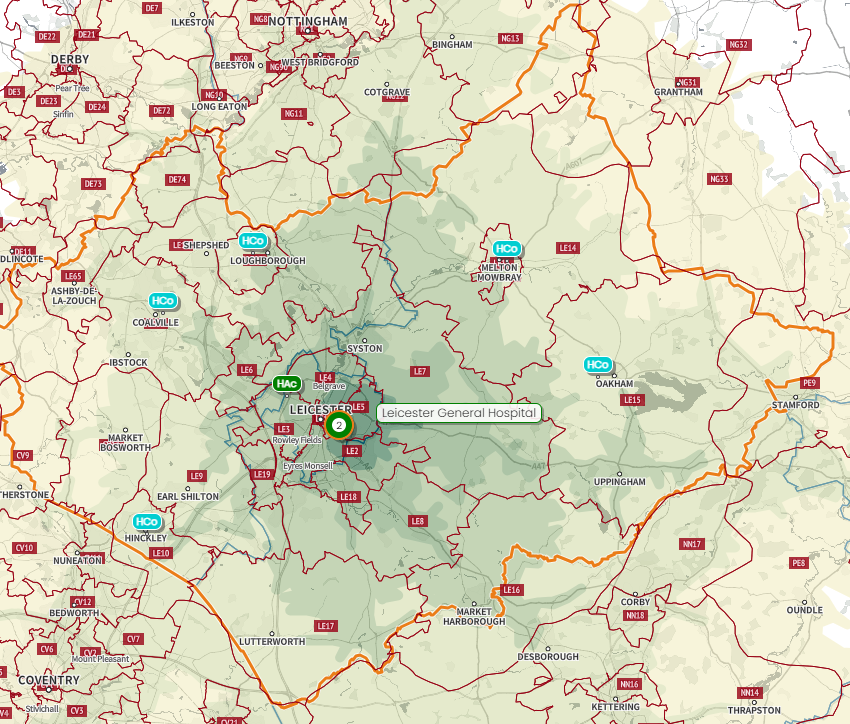 DE7
ILKESTON
NG8
NOTTINGHAM
DE22
DE21
NG13
NG32
BINGHAM
DERBY
BEESTON
WEST BRIDGFORD
NG31
GRANTHAM
Pear Tree
COTGRAVE
DE3
DE23
DE24
NG10
LONG EATON
DE72
NG11
Sinfin
DE73
DE74
NG33
HCo
SHEPSHED
LOUGHBOROUGH
HCo
LE14
MELTON
MOWBRAY
DE11
LE65
ASHBY-DE-
LA-ZOUCH
HCo
COALVILLE
SYSTON
IBSTOCK
LE6
LE4
LE7
HCo
OAKHAM
HAc
Belgrave
PE9
LEICESTER
LE5
Leicester General Hospital
LE15
STAMFORD
2
LE3
Rowley Fields
MARKET
BOSWORTH
LE2
CV9
Eyres Monsell
LE9
LE19
EARL SHILTON
LE18
UPPINGHAM
HCo
HINCKLEY
LE8
CV10
LE10
NUNEATON
NN17
PE8
LE16
CV12
BEDWORTH
MARKET
HARBOROUGH
CORBY
NN18
OUNDLE
LE17
CV7
LUTTERWORTH
CV6
CV2
Mount Pleasant
DESBOROUGH
COVENTRY
NN16
NN14
CV3
Stivichall
KETTERING
THRAPSTON
CV21